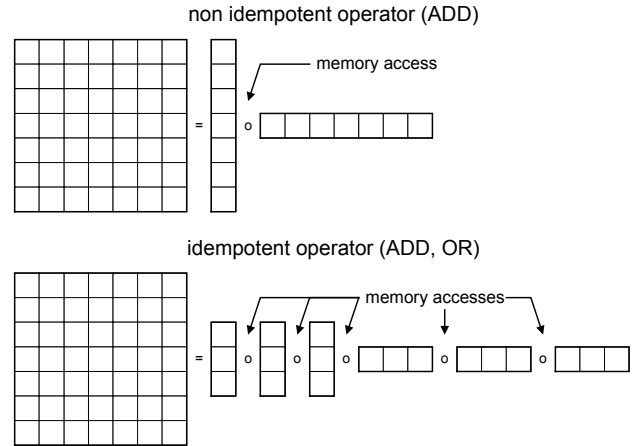 non idempotent operator (ADD)
memory access
= o
idempotent operator (ADD, OR)
memory accesses
= o o o o o